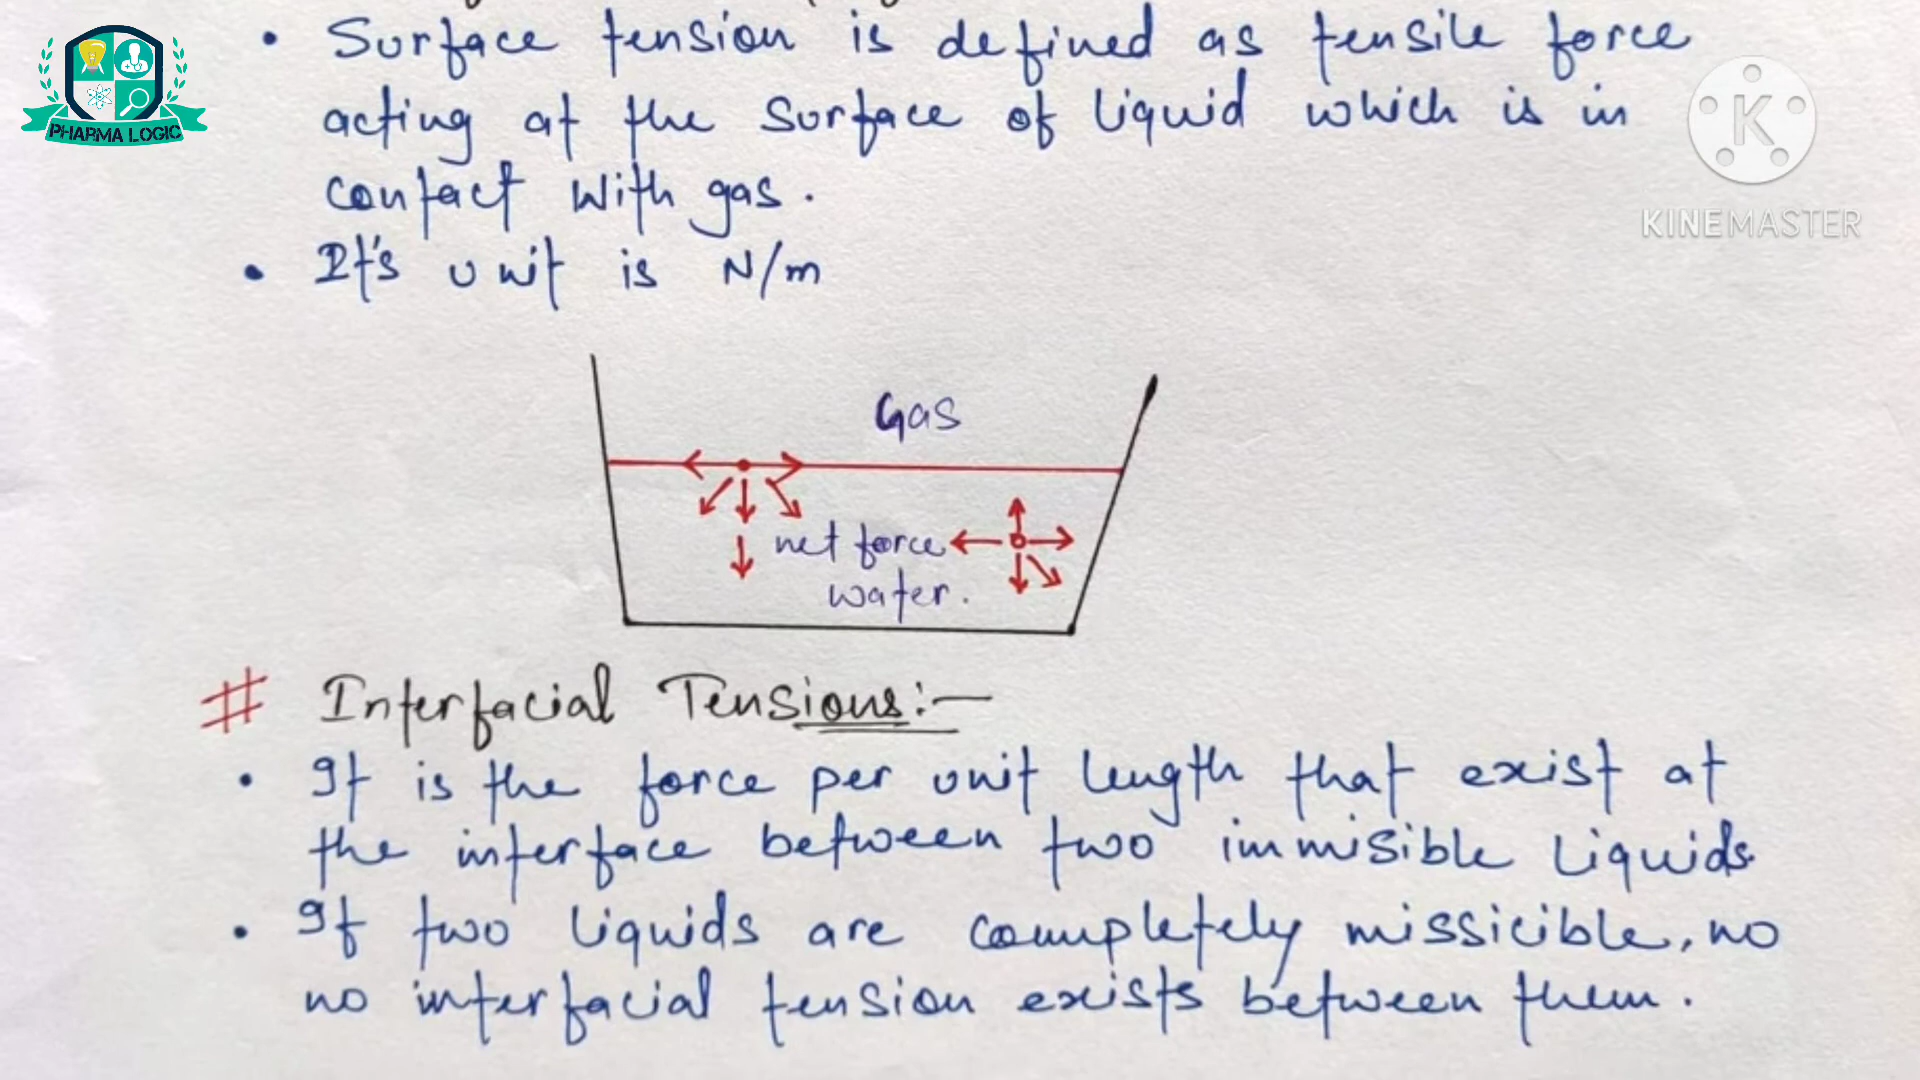 Surface tension is defined as tensile force
acting at the surface of liquid which is in
contact with gas.
It's unit is N/m
Gas
net force
water.
# Interfacial Tensions:-
It is the force per unit length that exist at
the interface between two immisible Liquids
If two liquids are completely missicible, no
no interfacial tension exists between them.
PHARMA LOGIC
K
KINEMASTER